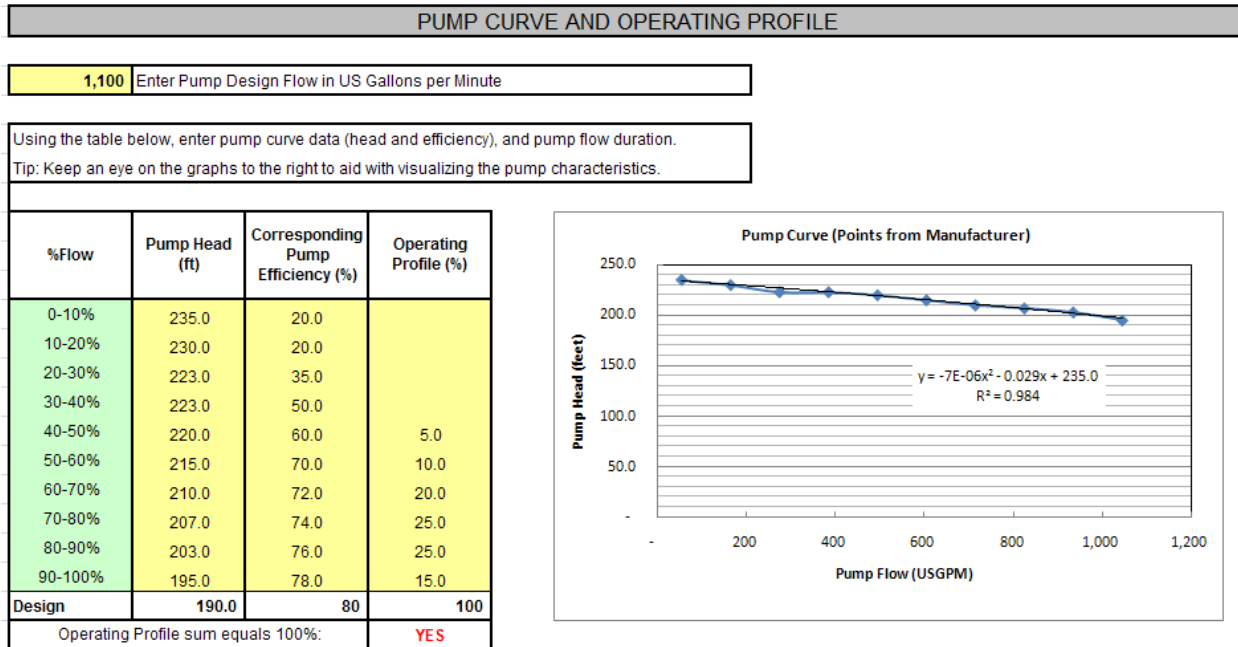 PUMP CURVE AND OPERATING PROFILE
1,100 Enter Pump Design Flow in US Gallons per Minute
Using the table below, enter pump curve data (head and efficiency), and pump flow duration.
Tip: Keep an eye on the graphs to the right to aid with visualizing the pump characteristics.
%Flow Pump Head (ft) Corresponding Pump Efficiency (%) Operating Profile (%)
0-10% 235.0 20.0
10-20% 230.0 20.0
20-30% 223.0 35.0
30-40% 223.0 50.0
40-50% 220.0 60.0 5.0
50-60% 215.0 70.0 10.0
60-70% 210.0 72.0 20.0
70-80% 207.0 74.0 25.0
80-90% 203.0 76.0 25.0
90-100% 195.0 78.0 15.0
Design 190.0 80 100
Operating Profile sum equals 100%: YES
Pump Curve (Points from Manufacturer)
Pump Head (feet)
250.0
200.0
150.0
100.0
50.0
-
y = -7E-06x² - 0.029x + 235.0
R² = 0.984
- 200 400 600 800 1,000 1,200
Pump Flow (USGPM)